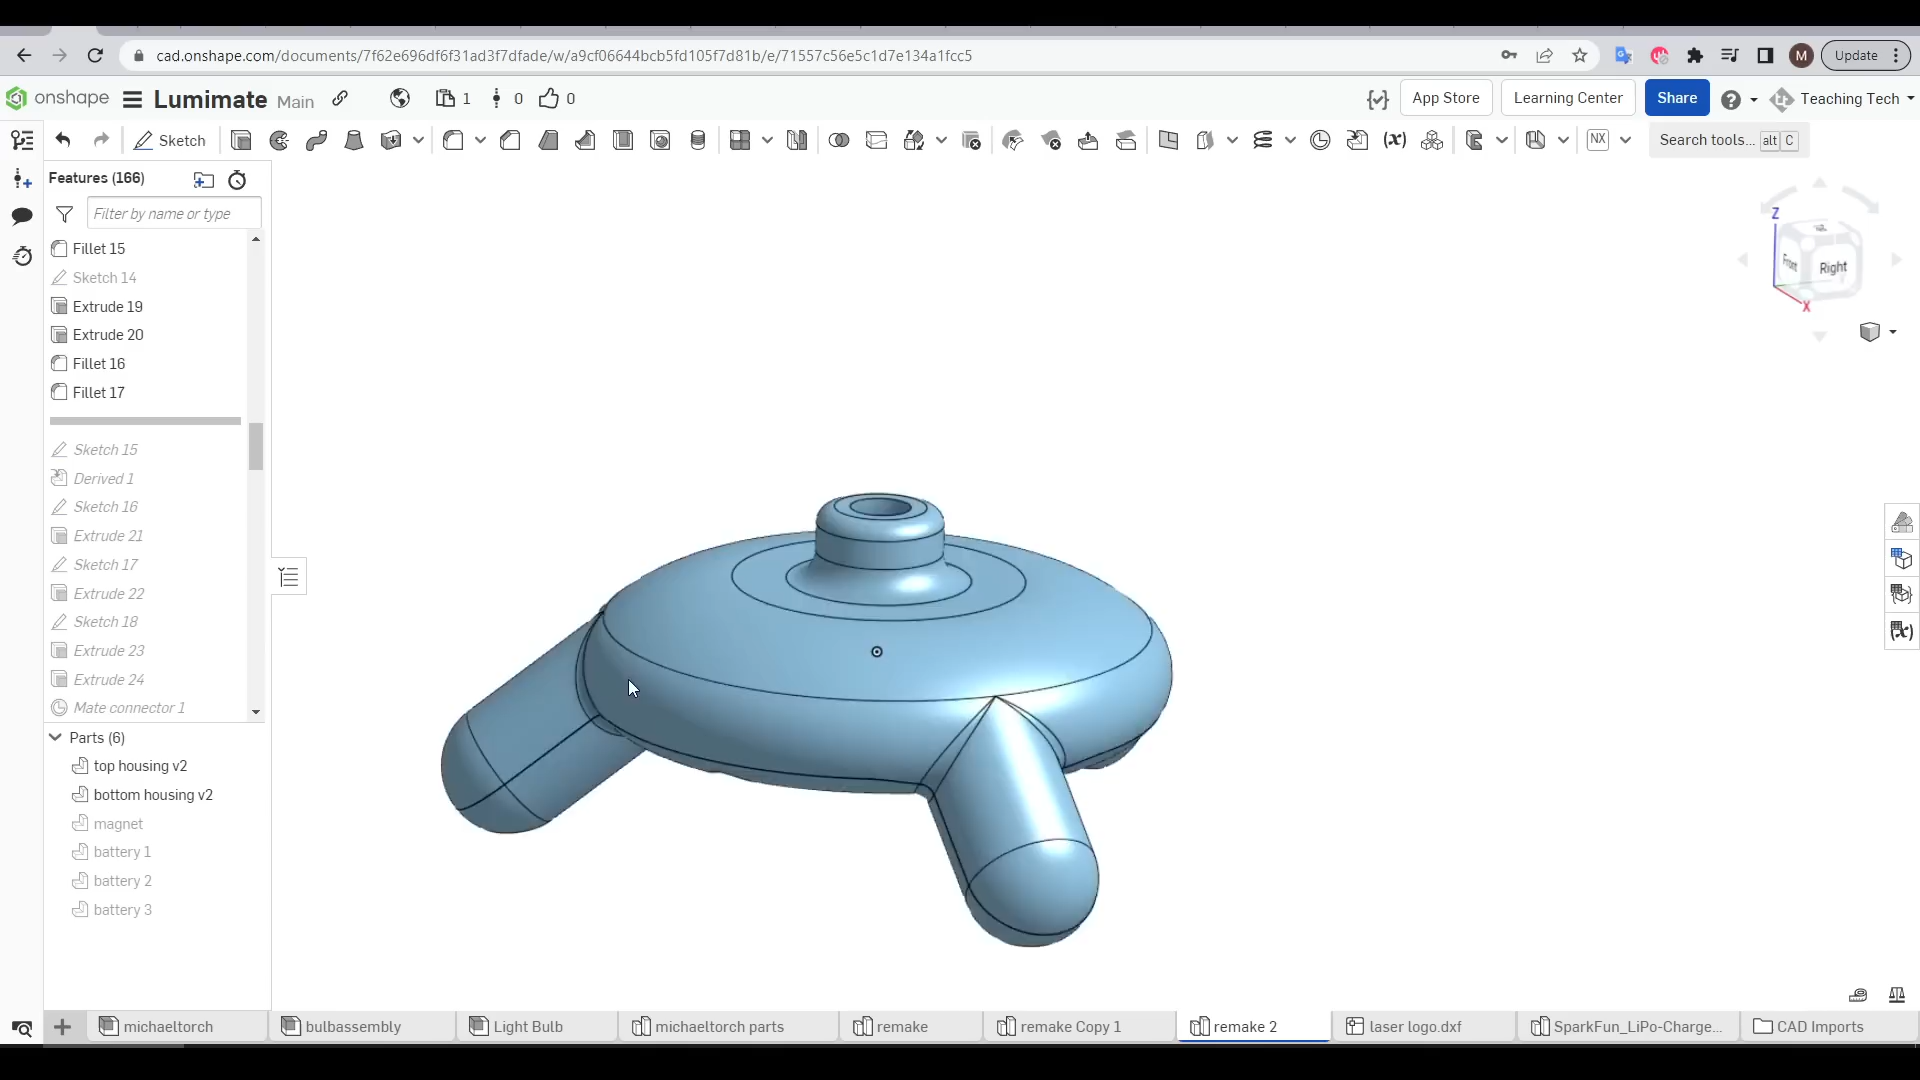 cad.onshape.com/documents/7f62e696df6f31ad3f7dfade/w/a9cf06644bcb5fd105f7d81b/e/71557c56e5c1d7e134a1fcc5
M
Update
onshape
Lumimate Main
1
0
0
App Store
Learning Center
Share
Teaching Tech
Sketch
(x)
NX
Search tools... alt C
Features (166)
Filter by name or type
Fillet 15
Sketch 14
Extrude 19
Extrude 20
Fillet 16
Fillet 17
Sketch 15
Derived 1
Sketch 16
Extrude 21
Sketch 17
Extrude 22
Sketch 18
Extrude 23
Extrude 24
Mate connector 1
Parts (6)
top housing v2
bottom housing v2
magnet
battery 1
battery 2
battery 3
Z
Front
Right
X
(x)
michaeltorch
bulbassembly
Light Bulb
michaeltorch parts
remake
remake Copy 1
remake 2
laser logo.dxf
SparkFun_LiPo-Charge...
CAD Imports